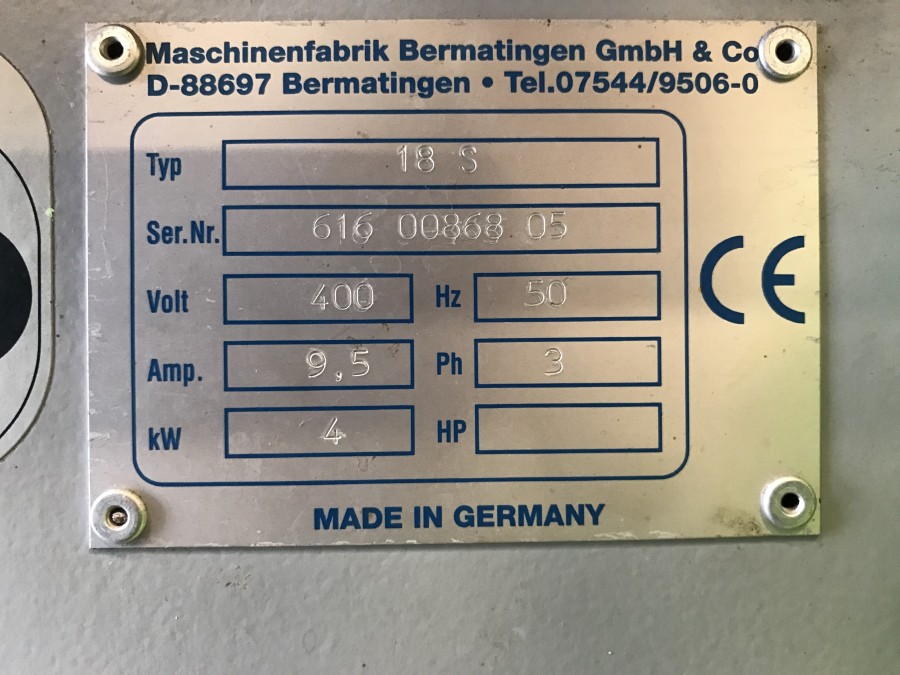 Maschinenfabrik Bermatingen GmbH & Co
D-88697 Bermatingen • Tel.07544/9506-0
Typ 18 S
Ser.Nr. 616 00868 05
Volt 400 Hz 50
Amp. 9,5 Ph 3
kW 4 HP
CE
MADE IN GERMANY